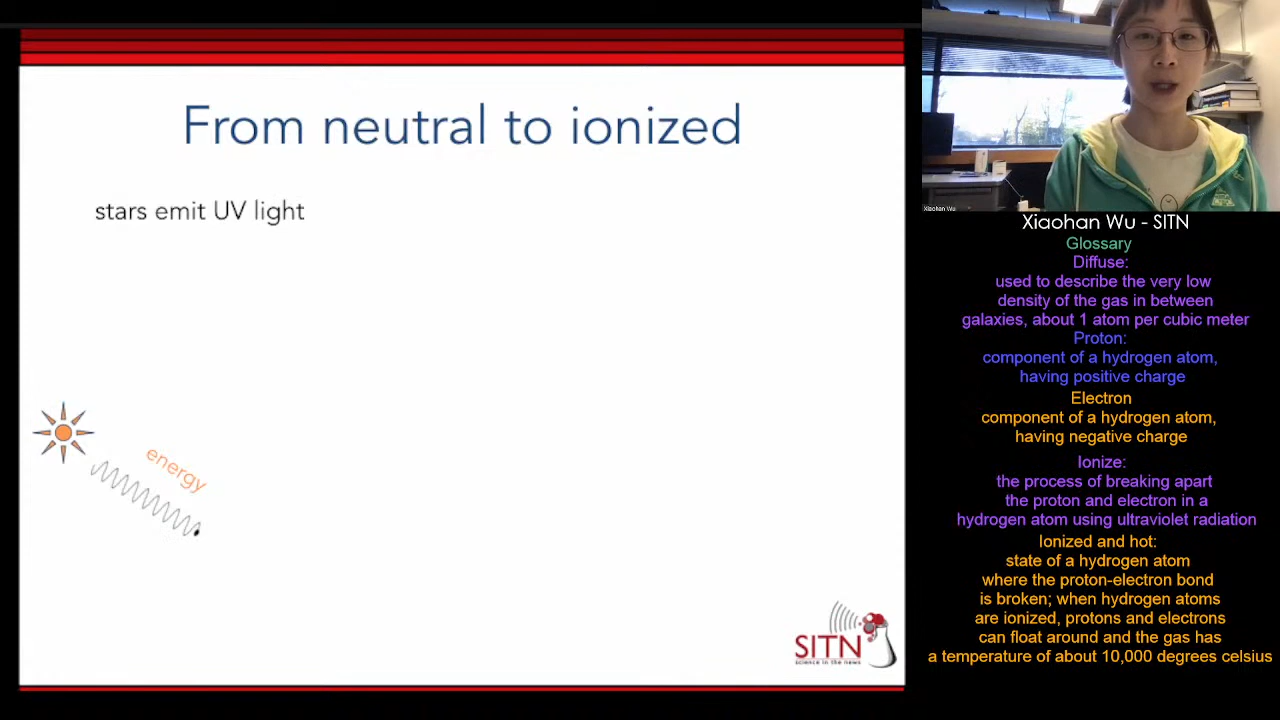 From neutral to ionized
stars emit UV light
energy
SITN
science in the news
Xiaohan Wu
Xiaohan Wu - SITN
Glossary
Diffuse:
used to describe the very low
density of the gas in between
galaxies, about 1 atom per cubic meter
Proton:
component of a hydrogen atom,
having positive charge
Electron
component of a hydrogen atom,
having negative charge
Ionize:
the process of breaking apart
the proton and electron in a
hydrogen atom using ultraviolet radiation
Ionized and hot:
state of a hydrogen atom
where the proton-electron bond
is broken; when hydrogen atoms
are ionized, protons and electrons
can float around and the gas has
a temperature of about 10,000 degrees celsius